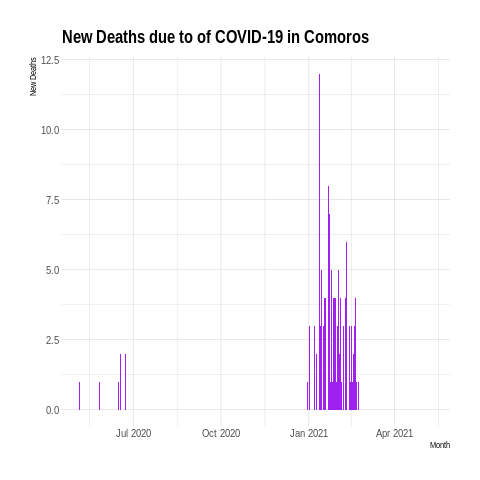 New Deaths due to of COVID-19 in Comoros
New Deaths
12.5
10.0
7.5
5.0
2.5
0.0
Jul 2020 Oct 2020 Jan 2021 Apr 2021
Month